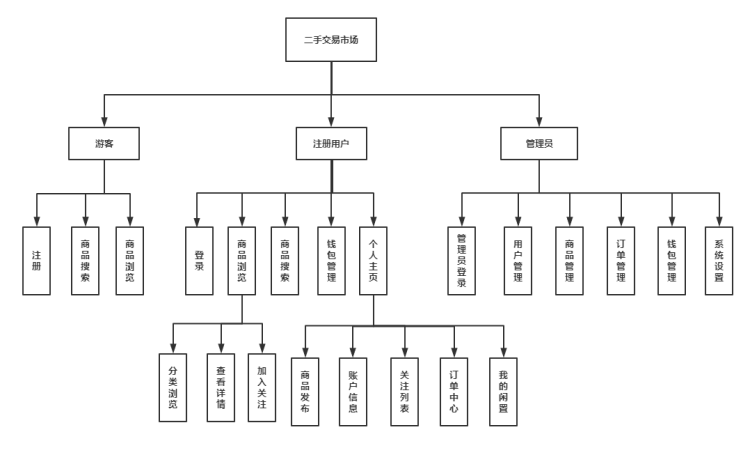 二手交易市场
游客
注册用户
管理员
注册
商品搜索
商品浏览
登录
商品浏览
商品搜索
钱包管理
个人主页
管理员登录
用户管理
商品管理
订单管理
钱包管理
系统设置
分类浏览
查看详情
加入关注
商品发布
账户信息
关注列表
订单中心
我的闲置